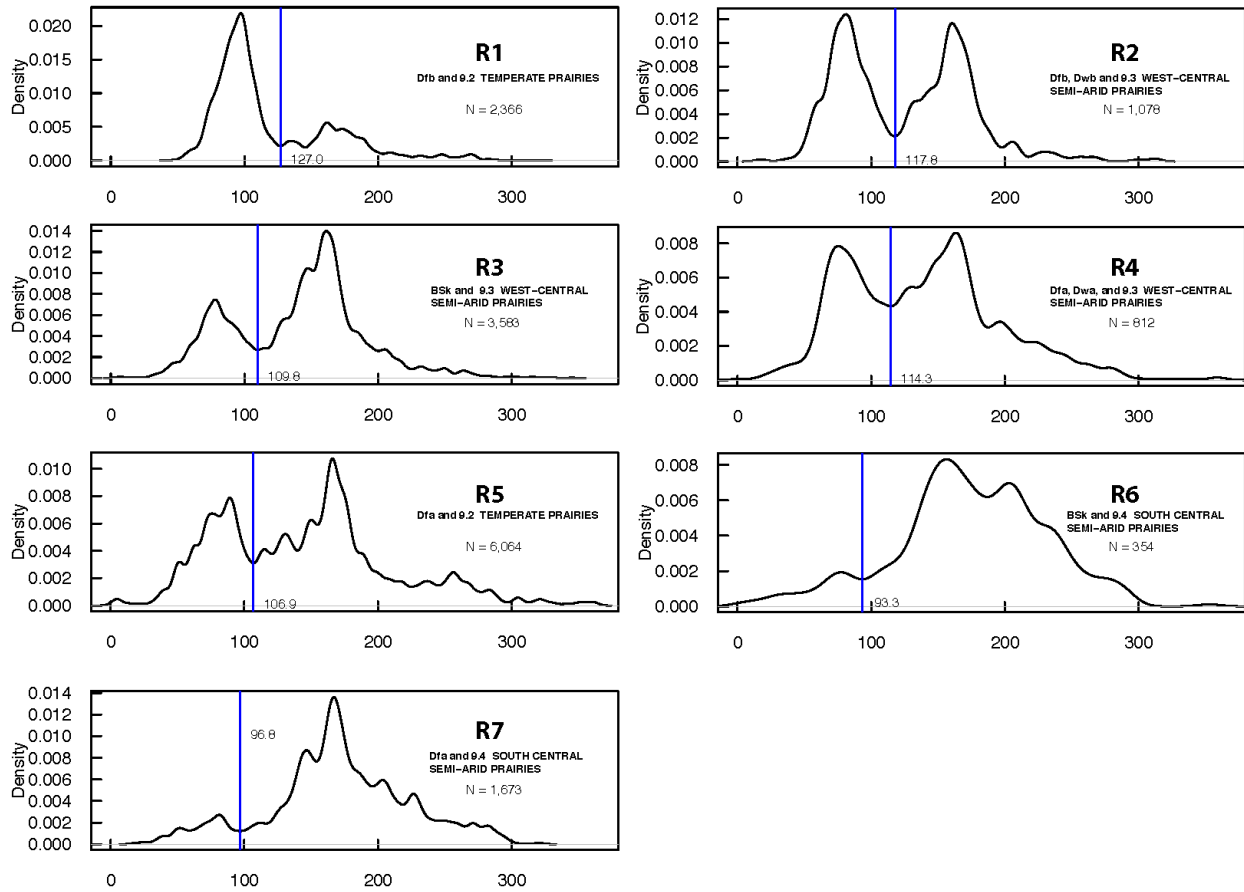 0.020
0.015
0.010
0.005
0.000
Density
R1
Dfb and 9.2 TEMPERATE PRAIRIES
N = 2,366
127.0
0 100 200 300
0.012
0.010
0.008
0.006
0.004
0.002
0.000
Density
R2
Dfb, Dwb and 9.3 WEST−CENTRAL
SEMI−ARID PRAIRIES
N = 1,078
117.8
0 100 200 300
0.014
0.012
0.010
0.008
0.006
0.004
0.002
0.000
Density
R3
BSk and 9.3 WEST−CENTRAL
SEMI−ARID PRAIRIES
N = 3,583
109.8
0 100 200 300
0.008
0.006
0.004
0.002
0.000
Density
R4
Dfa, Dwa, and 9.3 WEST−CENTRAL
SEMI−ARID PRAIRIES
N = 812
114.3
0 100 200 300
0.010
0.008
0.006
0.004
0.002
0.000
Density
R5
Dfa and 9.2 TEMPERATE PRAIRIES
N = 6,064
106.9
0 100 200 300
0.008
0.006
0.004
0.002
0.000
Density
R6
BSk and 9.4 SOUTH CENTRAL
SEMI−ARID PRAIRIES
N = 354
93.3
0 100 200 300
0.014
0.012
0.010
0.008
0.006
0.004
0.002
0.000
Density
96.8
R7
Dfa and 9.4 SOUTH CENTRAL
SEMI−ARID PRAIRIES
N = 1,673
0 100 200 300